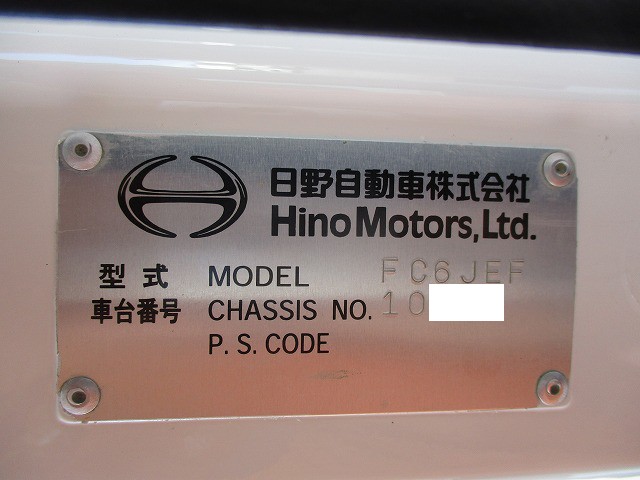 日野自動車株式会社
Hino Motors, Ltd.
型式 MODEL FC6JEF
車台番号 CHASSIS NO. 10
P.S.CODE